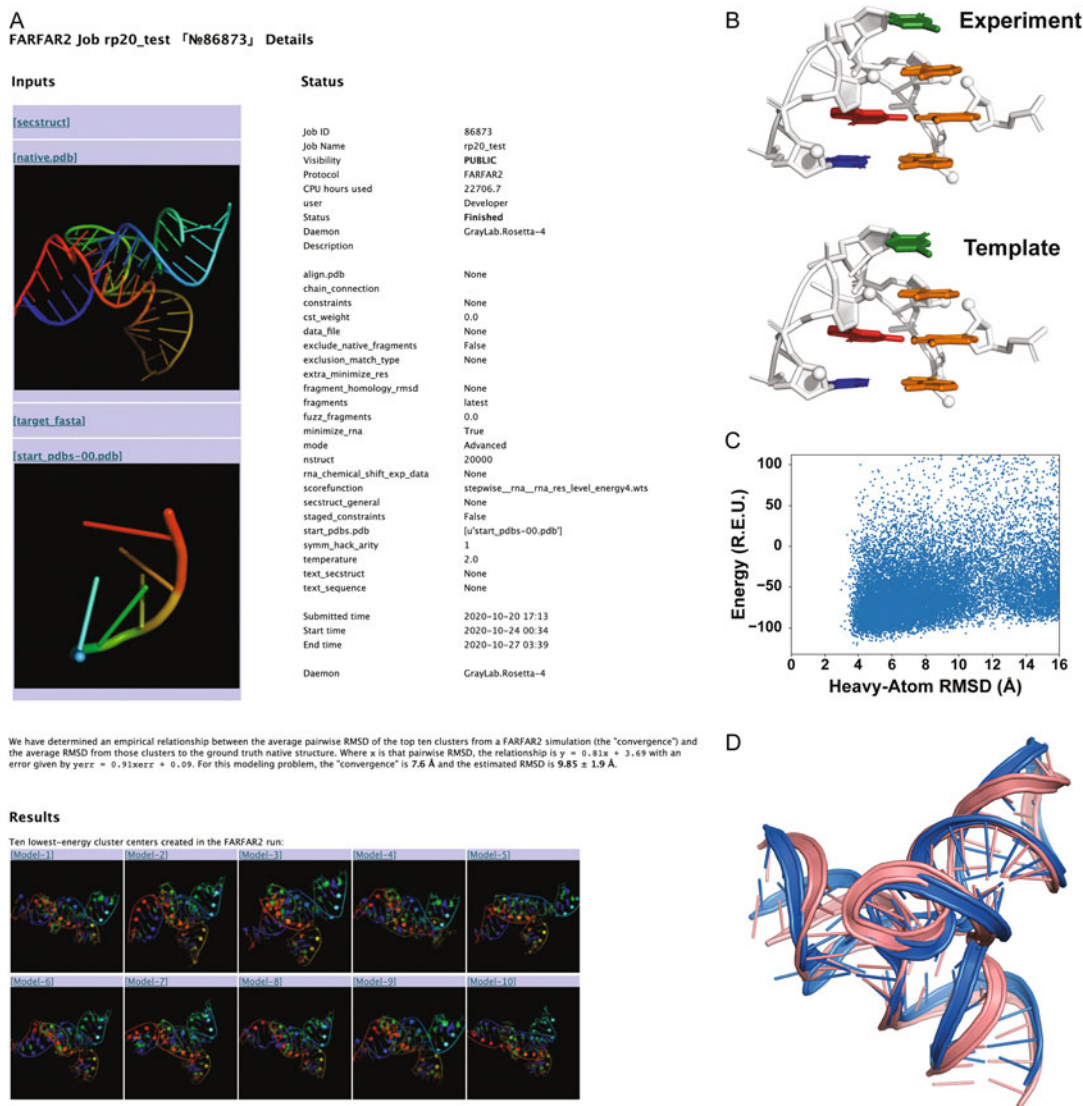 A
FARFAR2 Job rp20_test 「№86873」 Details
Inputs
[secstruct]
[native.pdb]
[target_fasta]
[start_pdbs-00.pdb]
Status
Job ID 86873
Job Name rp20_test
Visibility PUBLIC
Protocol FARFAR2
CPU hours used 22706.7
user Developer
Status Finished
Daemon GrayLab.Rosetta-4
Description
align.pdb None
chain_connection
constraints None
cst_weight 0.0
data_file None
exclude_native_fragments False
exclusion_match_type None
extra_minimize_res
fragment_homology_rmsd None
fragments latest
fuzz_fragments 0.0
minimize_rna True
mode Advanced
nstruct 20000
rna_chemical_shift_exp_data None
scorefunction stepwise__rna__rna_res_level_energy4.wts
secstruct_general None
staged_constraints False
start_pdbs.pdb [u'start_pdbs-00.pdb']
symm_hack_arity 1
temperature 2.0
text_secstruct None
text_sequence None
Submitted time 2020-10-20 17:13
Start time 2020-10-24 00:34
End time 2020-10-27 03:39
Daemon GrayLab.Rosetta-4
We have determined an empirical relationship between the average pairwise RMSD of the top ten clusters from a FARFAR2 simulation (the "convergence") and
the average RMSD from those clusters to the ground truth native structure. Where x is that pairwise RMSD, the relationship is y = 0.81x + 3.69 with an
error given by yerr = 0.91xerr + 0.09. For this modeling problem, the "convergence" is 7.6 Å and the estimated RMSD is 9.85 ± 1.9 Å.
Results
Ten lowest-energy cluster centers created in the FARFAR2 run:
[Model-1] [Model-2] [Model-3] [Model-4] [Model-5]
[Model-6] [Model-7] [Model-8] [Model-9] [Model-10]
B
Experiment
Template
C
Energy (R.E.U.)
100
50
0
−50
−100
0 2 4 6 8 10 12 14 16
Heavy-Atom RMSD (Å)
D